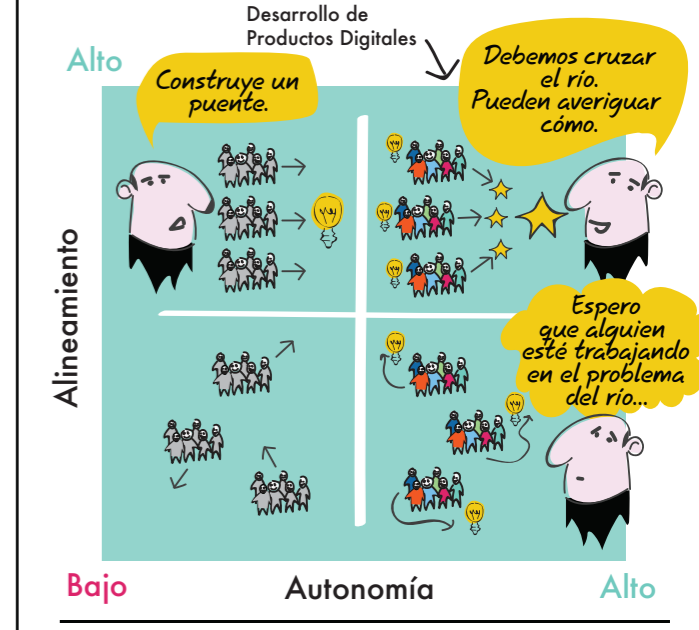 Desarrollo de
Productos Digitales
Alto
Construye un
puente.
Debemos cruzar
el río.
Pueden averiguar
cómo.
Alineamiento
Espero
que alguien
esté trabajando
en el problema
del río...
Bajo
Autonomía
Alto